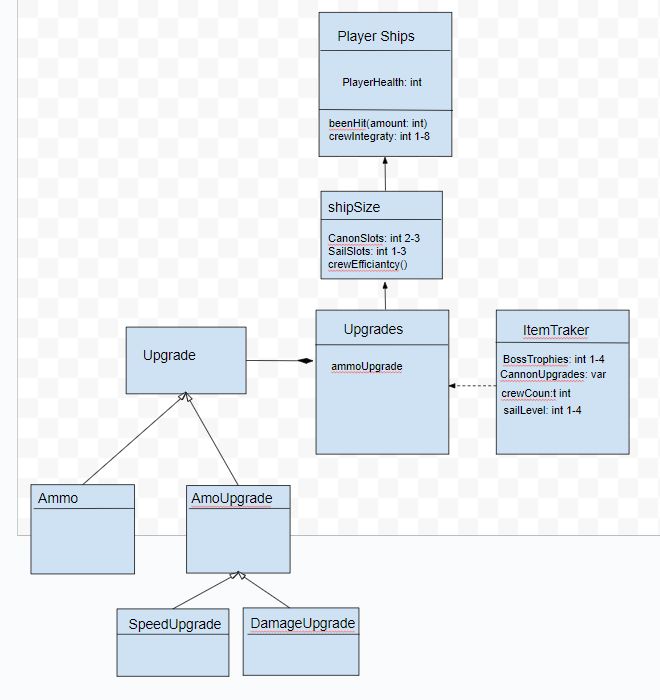 Player Ships
PlayerHealth: int
beenHit(amount: int)
crewIntegraty: int 1-8
shipSize
CanonSlots: int 2-3
SailSlots: int 1-3
crewEfficiantcy()
Upgrade
Upgrades
ammoUpgrade
ItemTraker
BossTrophies: int 1-4
CannonUpgrades: var
crewCoun:t int
sailLevel: int 1-4
Ammo
AmoUpgrade
SpeedUpgrade
DamageUpgrade